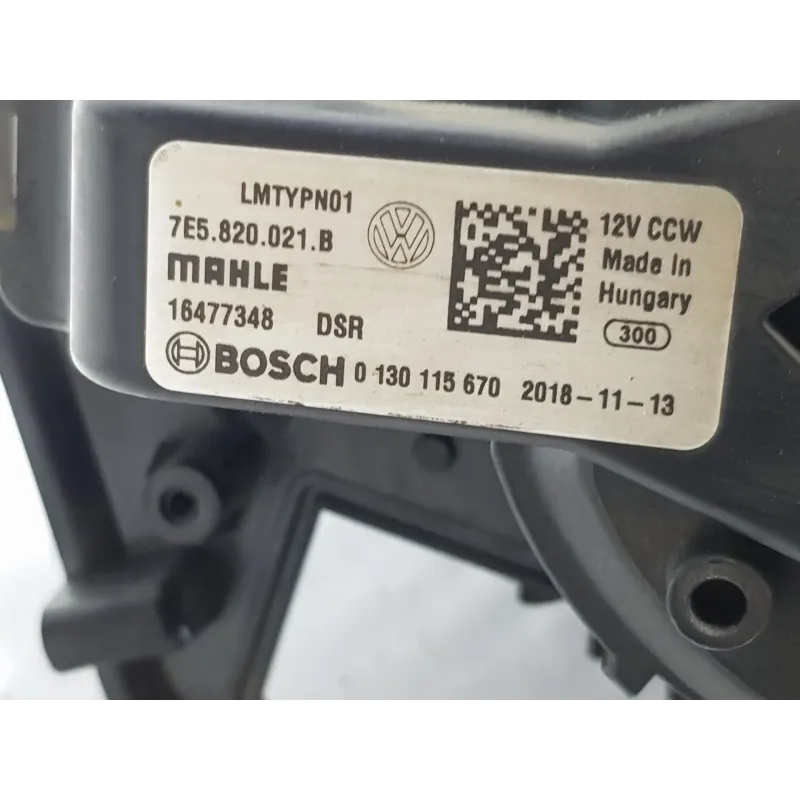 LMTYPN01
7E5.820.021.B
MAHLE
16477348 DSR
BOSCH 0 130 115 670 2018-11-13
VW
12V CCW
Made In
Hungary
300